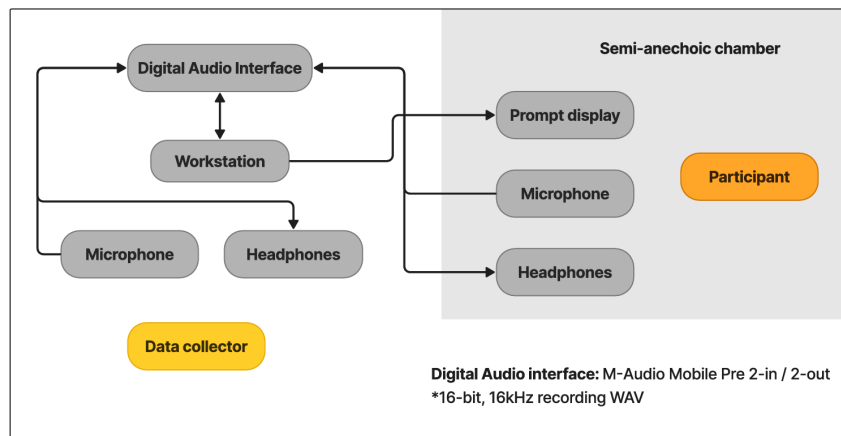 Semi-anechoic chamber
Digital Audio Interface
Prompt display
Workstation
Participant
Microphone
Microphone
Headphones
Headphones
Data collector
Digital Audio interface: M-Audio Mobile Pre 2-in / 2-out
*16-bit, 16kHz recording WAV